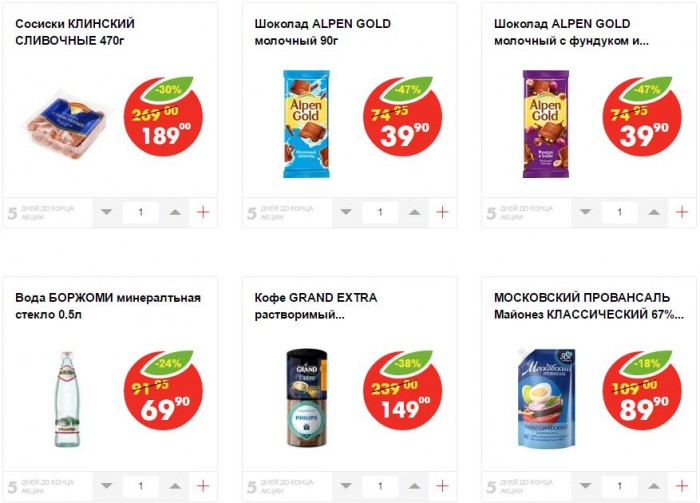 Сосиски КЛИНСКИЙ
СЛИВОЧНЫЕ 470г
-30%
269 00
189 00
5 ДНЕЙ ДО КОНЦА
АКЦИИ
1
Шоколад ALPEN GOLD
молочный 90г
Alpen
Gold
-47%
74 95
39 90
5 ДНЕЙ ДО КОНЦА
АКЦИИ
1
Шоколад ALPEN GOLD
молочный с фундуком и...
Alpen
Gold
-47%
74 95
39 90
5 ДНЕЙ ДО КОНЦА
АКЦИИ
1
Вода БОРЖОМИ минералтьная
стекло 0.5л
-24%
91 95
69 90
5 ДНЕЙ ДО КОНЦА
АКЦИИ
1
Кофе GRAND EXTRA
растворимый...
GRAND
Extra
PHILIPS
-38%
239 00
149 00
5 ДНЕЙ ДО КОНЦА
АКЦИИ
1
МОСКОВСКИЙ ПРОВАНСАЛЬ
Майонез КЛАССИЧЕСКИЙ 67%...
Московский
ПРОВАНСАЛЬ
КЛАССИЧЕСКИЙ
-18%
109 00
89 90
5 ДНЕЙ ДО КОНЦА
АКЦИИ
1